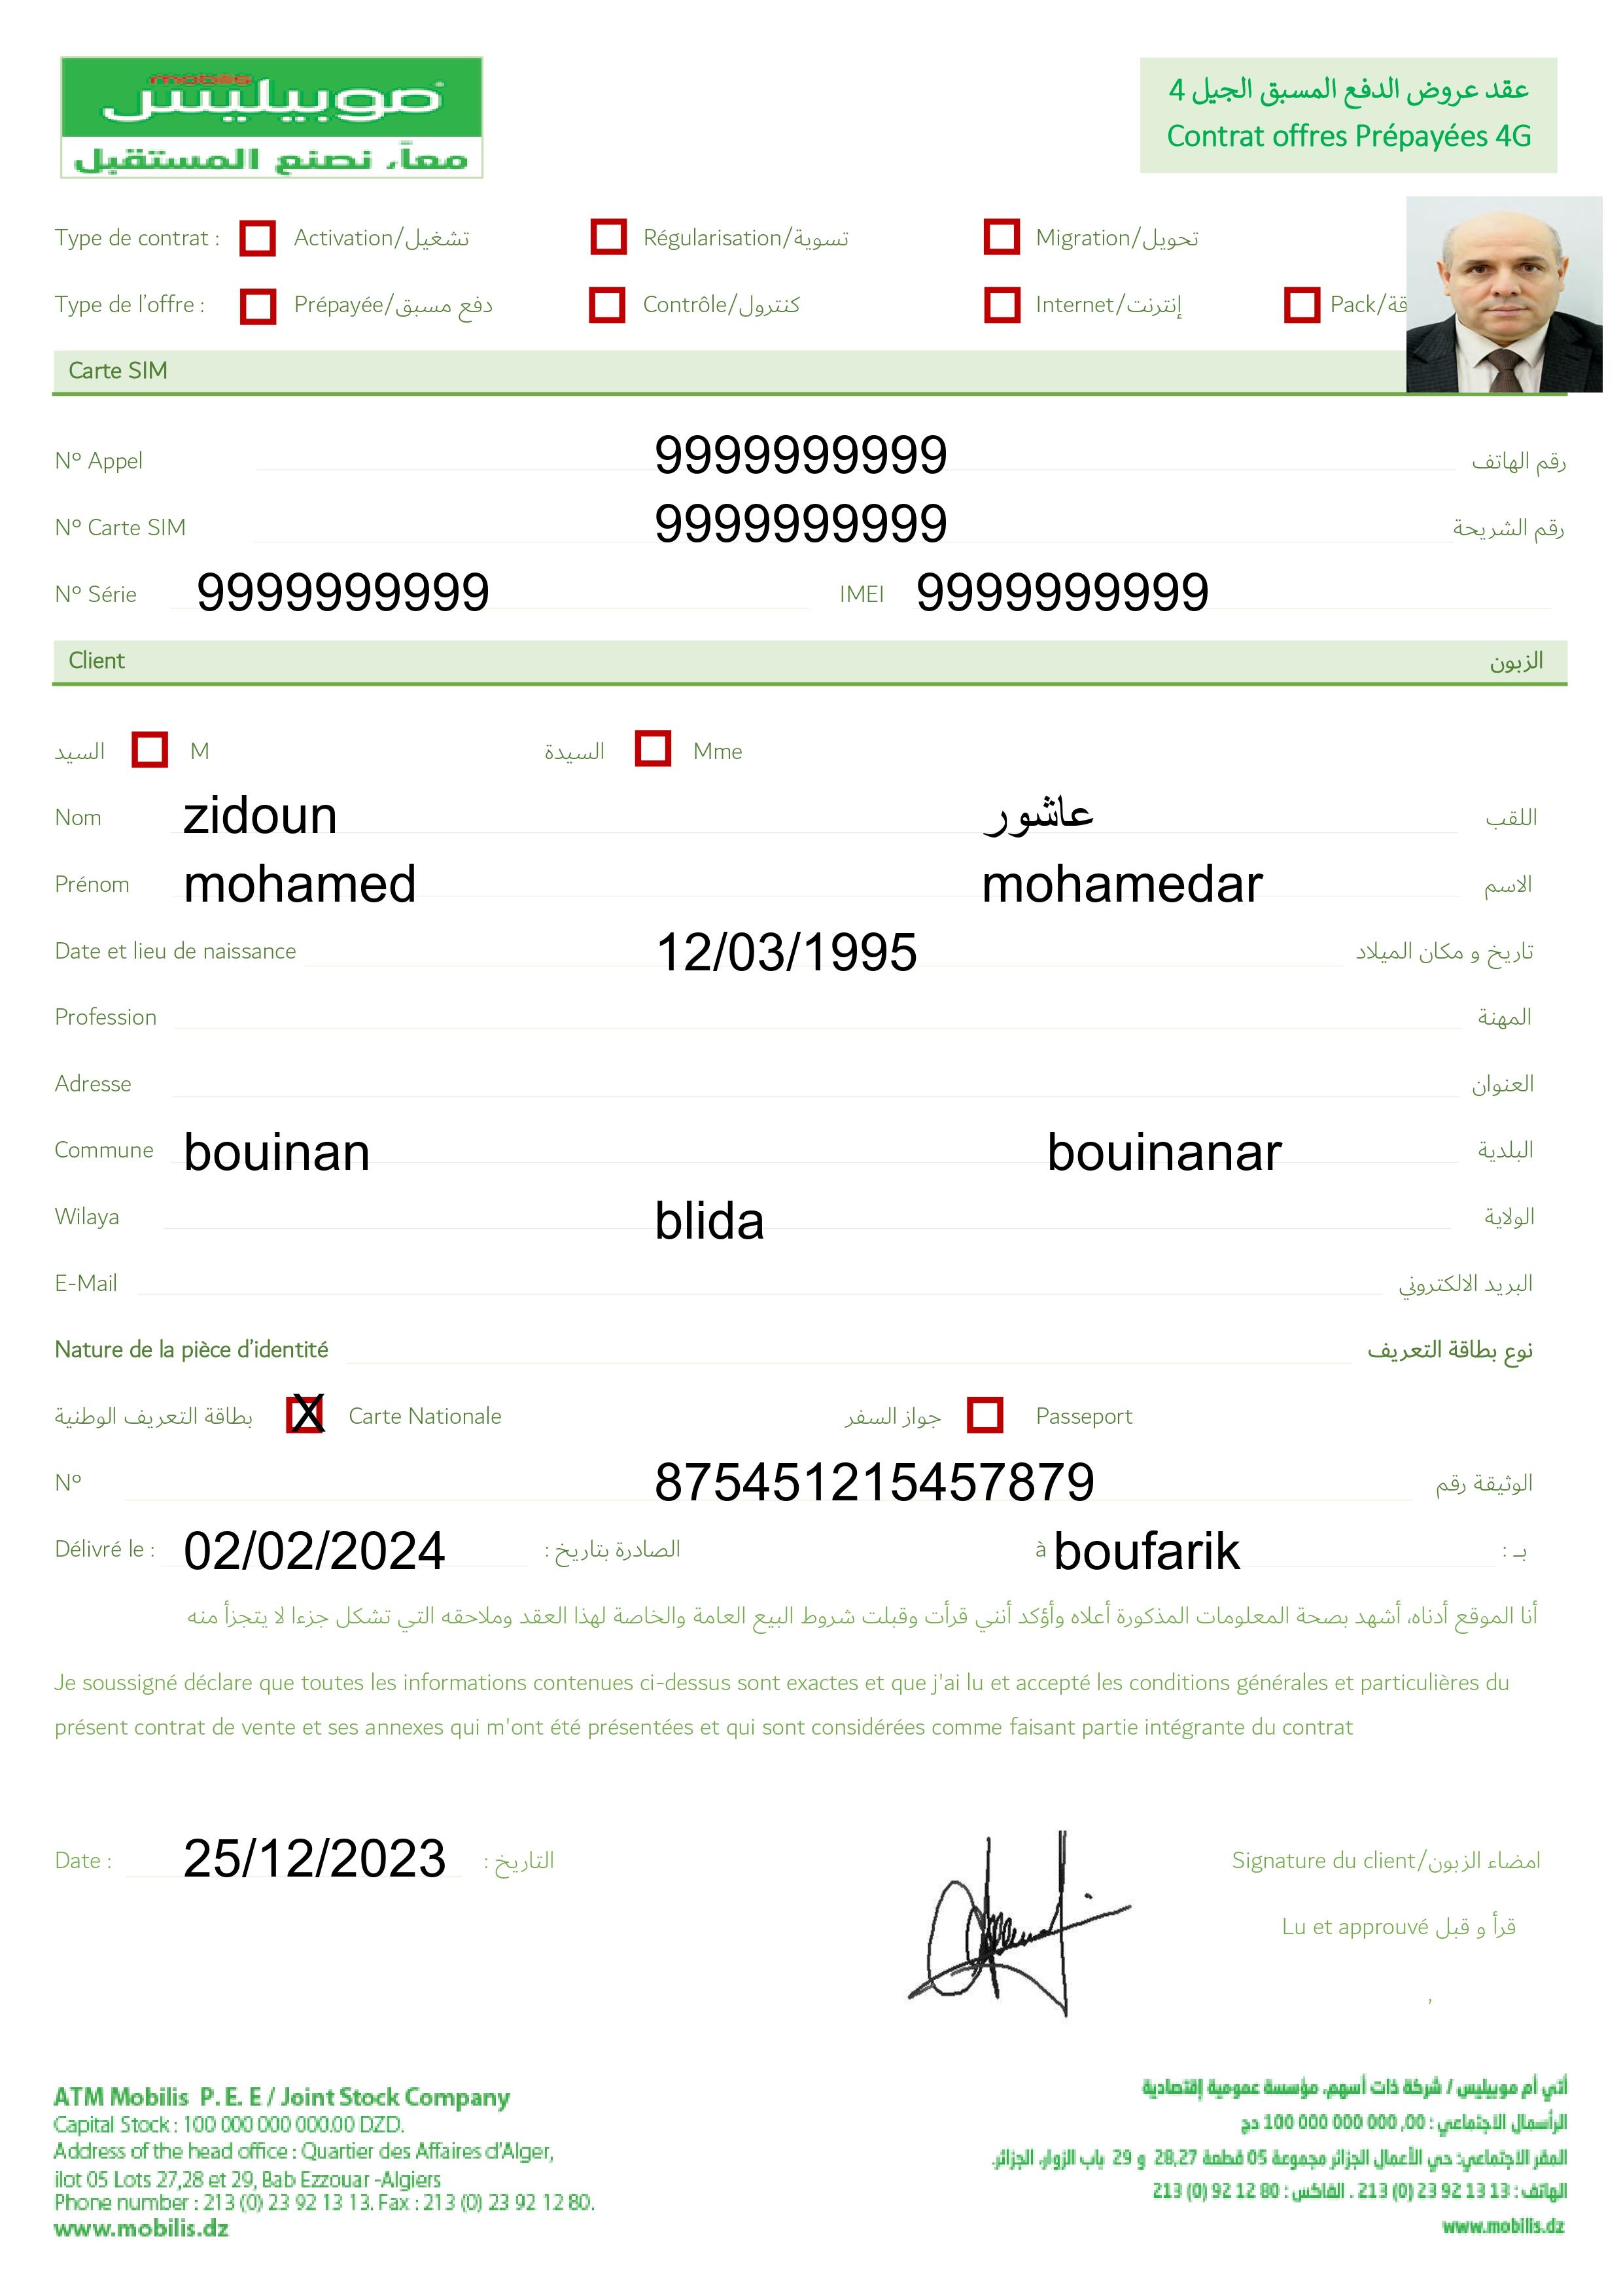 mobilis
موبيليس
معاً، نصنع المستقبل
عقد عروض الدفع المسبق الجيل 4
Contrat offres Prépayées 4G
Type de contrat : Activation/تشغيل Régularisation/تسوية Migration/تحويل
Type de l'offre : Prépayée/دفع مسبق Contrôle/كنترول Internet/إنترنت Pack/قة
Carte SIM
N° Appel 9999999999 رقم الهاتف
N° Carte SIM 9999999999 رقم الشريحة
N° Série 9999999999 IMEI 9999999999
Client الزبون
السيد M السيدة Mme
Nom zidoun عاشور اللقب
Prénom mohamed mohamedar الاسم
Date et lieu de naissance 12/03/1995 تاريخ و مكان الميلاد
Profession المهنة
Adresse العنوان
Commune bouinan bouinanar البلدية
Wilaya blida الولاية
E-Mail البريد الالكتروني
Nature de la pièce d'identité نوع بطاقة التعريف
بطاقة التعريف الوطنية X Carte Nationale جواز السفر Passeport
N° 875451215457879 الوثيقة رقم
Délivré le : 02/02/2024 الصادرة بتاريخ : à boufarik بـ :
أنا الموقع أدناه، أشهد بصحة المعلومات المذكورة أعلاه وأؤكد أنني قرأت وقبلت شروط البيع العامة والخاصة لهذا العقد وملاحقه التي تشكل جزءا لا يتجزأ منه
Je soussigné déclare que toutes les informations contenues ci-dessus sont exactes et que j'ai lu et accepté les conditions générales et particulières du
présent contrat de vente et ses annexes qui m'ont été présentées et qui sont considérées comme faisant partie intégrante du contrat
Date : 25/12/2023 التاريخ : Signature du client/امضاء الزبون
Lu et approuvé قرأ و قبل
,
ATM Mobilis P. E. E / Joint Stock Company
Capital Stock : 100 000 000 000.00 DZD.
Address of the head office : Quartier des Affaires d'Alger,
ilot 05 Lots 27,28 et 29, Bab Ezzouar -Algiers
Phone number : 213 (0) 23 92 13 13. Fax : 213 (0) 23 92 12 80.
www.mobilis.dz
أتي أم موبيليس / شركة ذات أسهم، مؤسسة عمومية إقتصادية
الرأسمال الاجتماعي : 00, 000 000 000 100 دج
المقر الاجتماعي: حي الأعمال الجزائر مجموعة 05 قطعة 28,27 و 29 باب الزوار، الجزائر.
الهاتف : 13 13 92 23 (0) 213 . الفاكس : 80 12 92 (0) 213
www.mobilis.dz